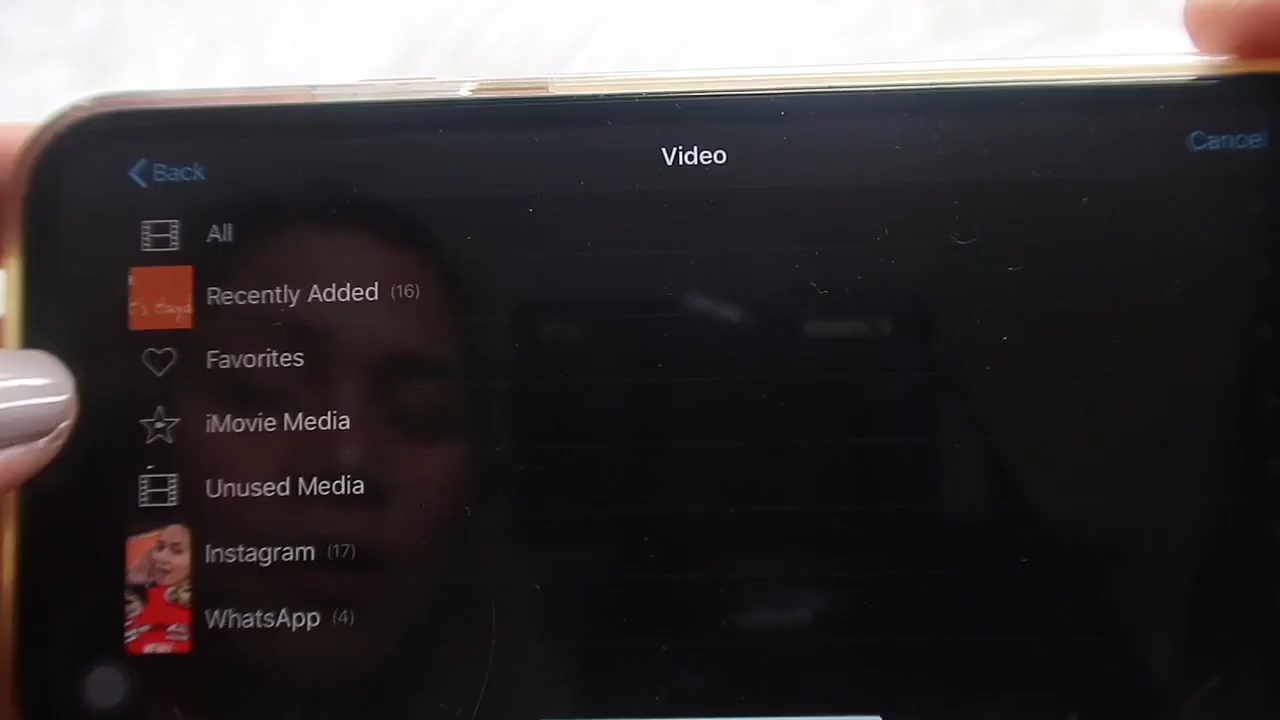 Video
Cancel
Back
All
Recently Added (16)
Favorites
iMovie Media
Unused Media
Instagram (17)
WhatsApp (4)